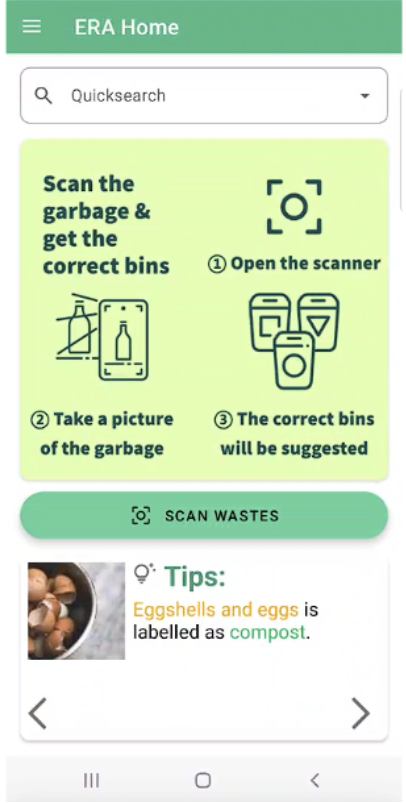 ERA Home
Quicksearch
Scan the
garbage &
get the
correct bins
① Open the scanner
② Take a picture
of the garbage
③ The correct bins
will be suggested
SCAN WASTES
Tips:
Eggshells and eggs is
labelled as compost.